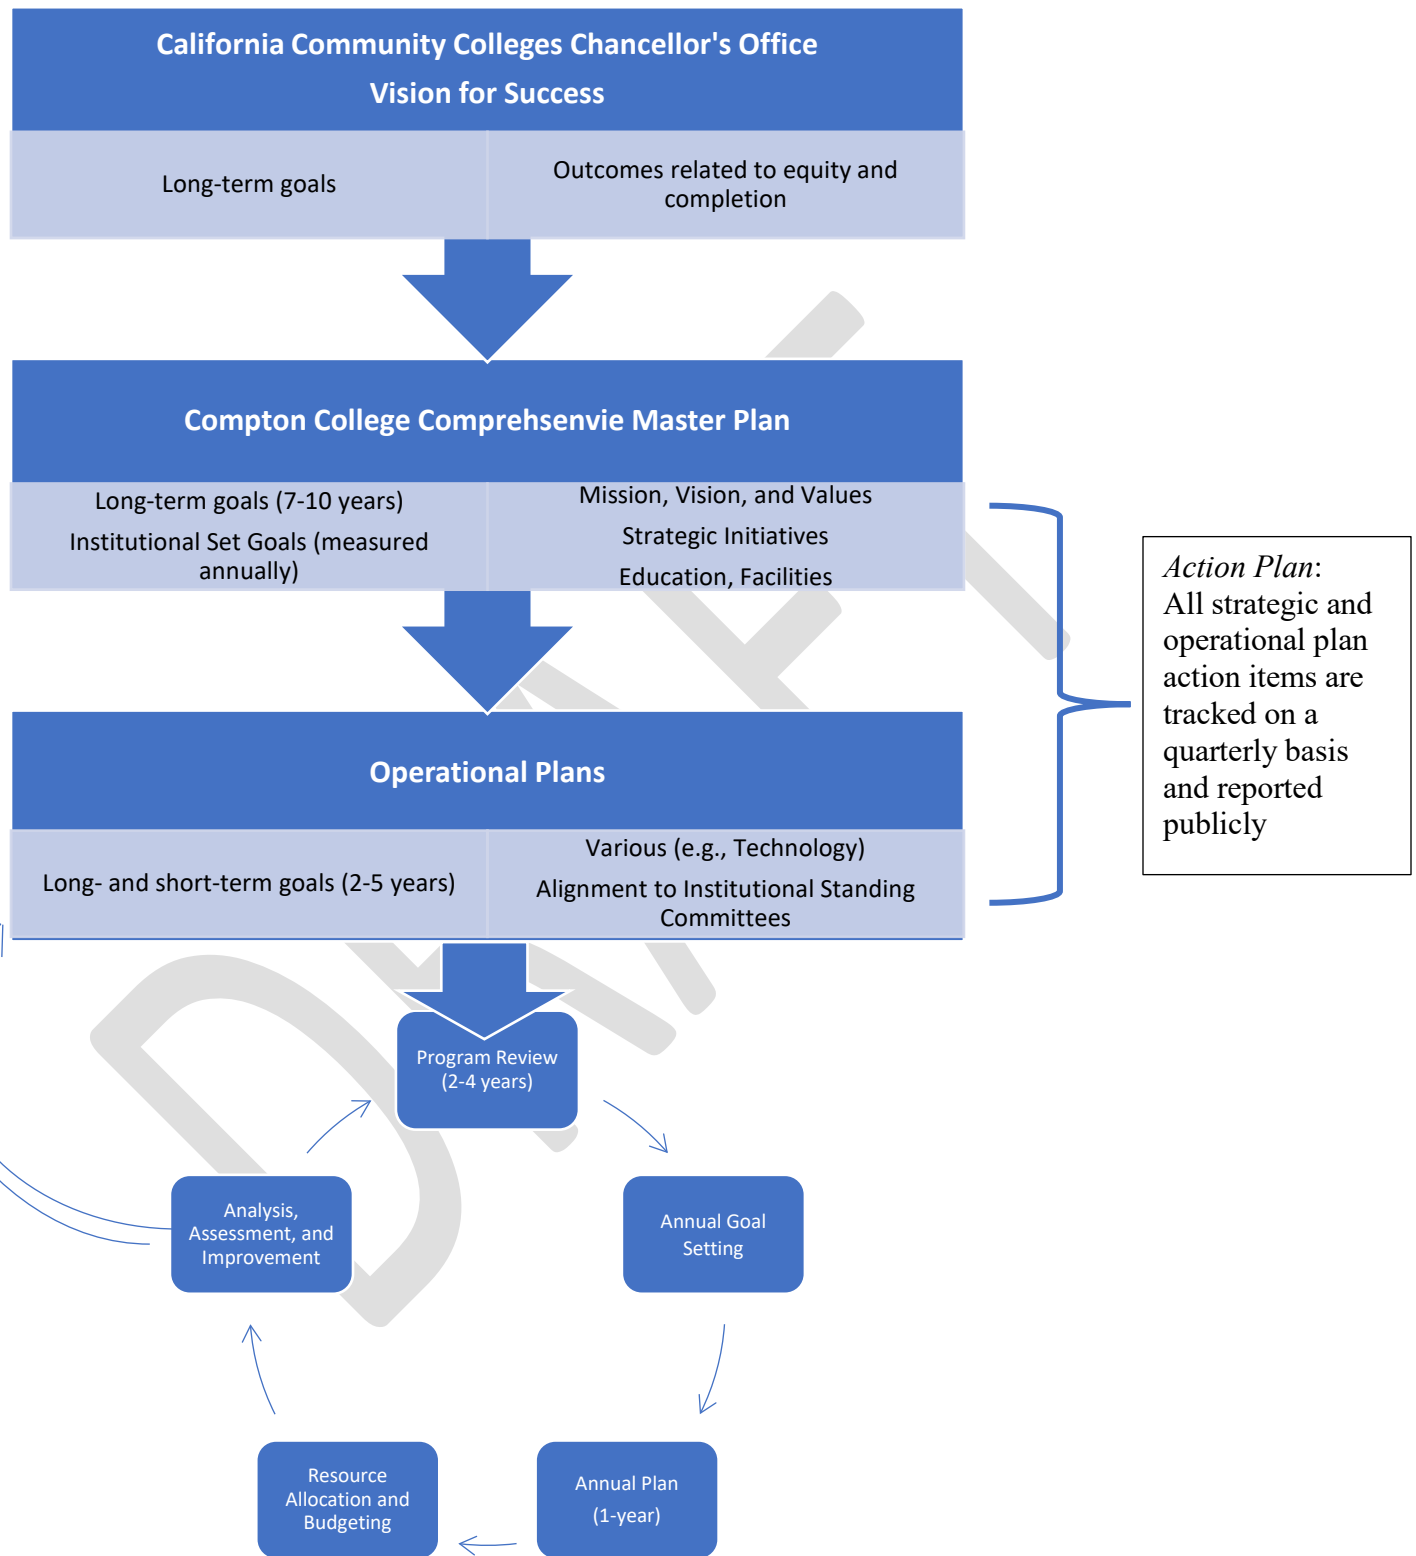 California Community Colleges Chancellor's Office
Vision for Success
Long-term goals
Outcomes related to equity and
completion
Compton College Comprehsenvie Master Plan
Long-term goals (7-10 years)
Institutional Set Goals (measured
annually)
Mission, Vision, and Values
Strategic Initiatives
Education, Facilities
Action Plan:
All strategic and
operational plan
action items are
tracked on a
quarterly basis
and reported
publicly
Operational Plans
Long- and short-term goals (2-5 years)
Various (e.g., Technology)
Alignment to Institutional Standing
Committees
Program Review
(2-4 years)
Annual Goal
Setting
Annual Plan
(1-year)
Resource
Allocation and
Budgeting
Analysis,
Assessment, and
Improvement
DRAFT